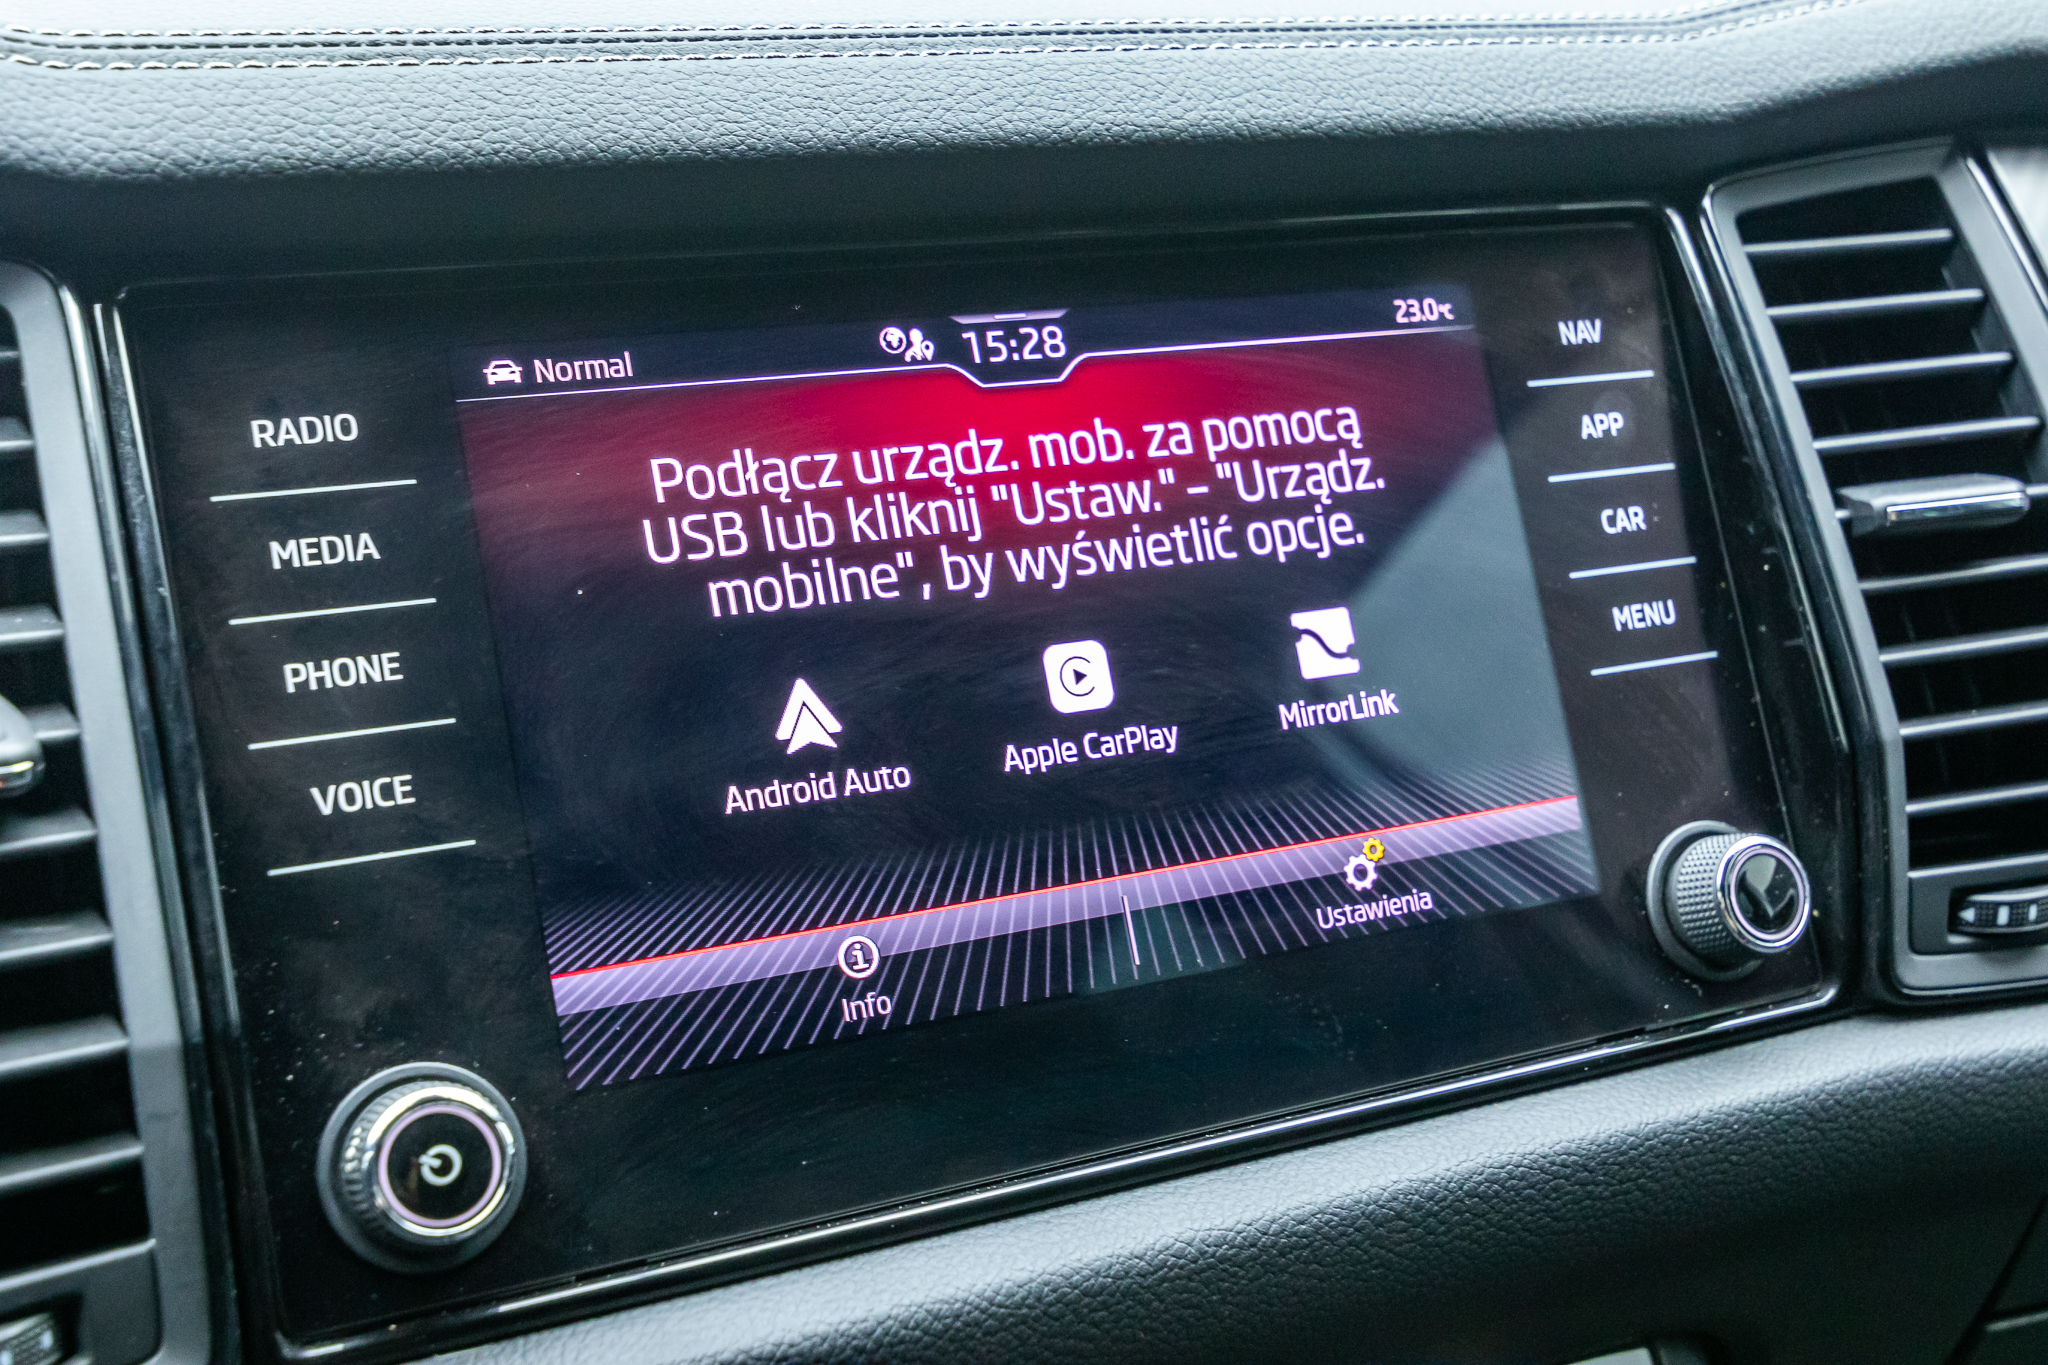 Normal
15:28
23.0°C
RADIO
MEDIA
PHONE
VOICE
Podłącz urządz. mob. za pomocą
USB lub kliknij "Ustaw." – "Urządz.
mobilne", by wyświetlić opcje.
Android Auto
Apple CarPlay
MirrorLink
Info
Ustawienia
NAV
APP
CAR
MENU